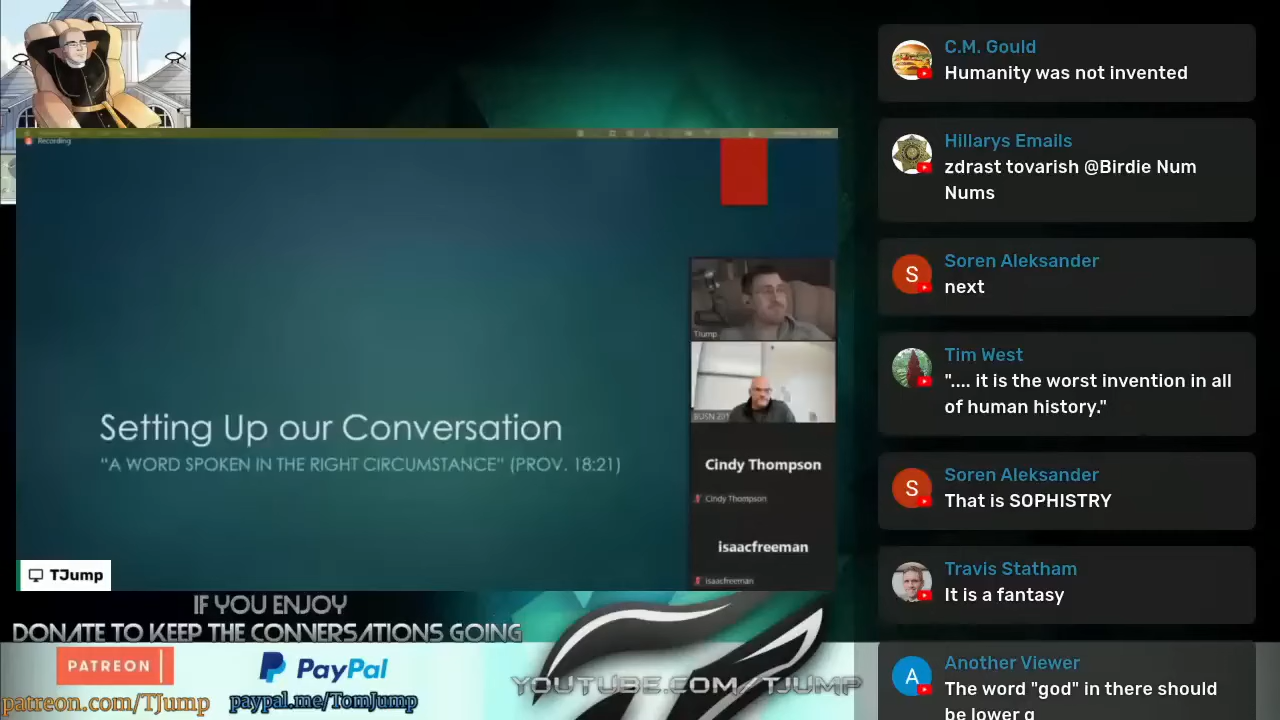 Recording
Setting Up our Conversation
"A WORD SPOKEN IN THE RIGHT CIRCUMSTANCE" (PROV. 18:21)
TJump
Cindy Thompson
Cindy Thompson
isaacfreeman
isaacfreeman
TJump
IF YOU ENJOY
DONATE TO KEEP THE CONVERSATIONS GOING
PATREON
PayPal
patreon.com/TJump
paypal.me/TomJump
YOUTUBE.COM/TJUMP
C.M. Gould
Humanity was not invented
Hillarys Emails
zdrast tovarish @Birdie Num
Nums
Soren Aleksander
S
next
Tim West
".... it is the worst invention in all
of human history."
Soren Aleksander
S
That is SOPHISTRY
Travis Statham
It is a fantasy
Another Viewer
A
The word "god" in there should
be lower g